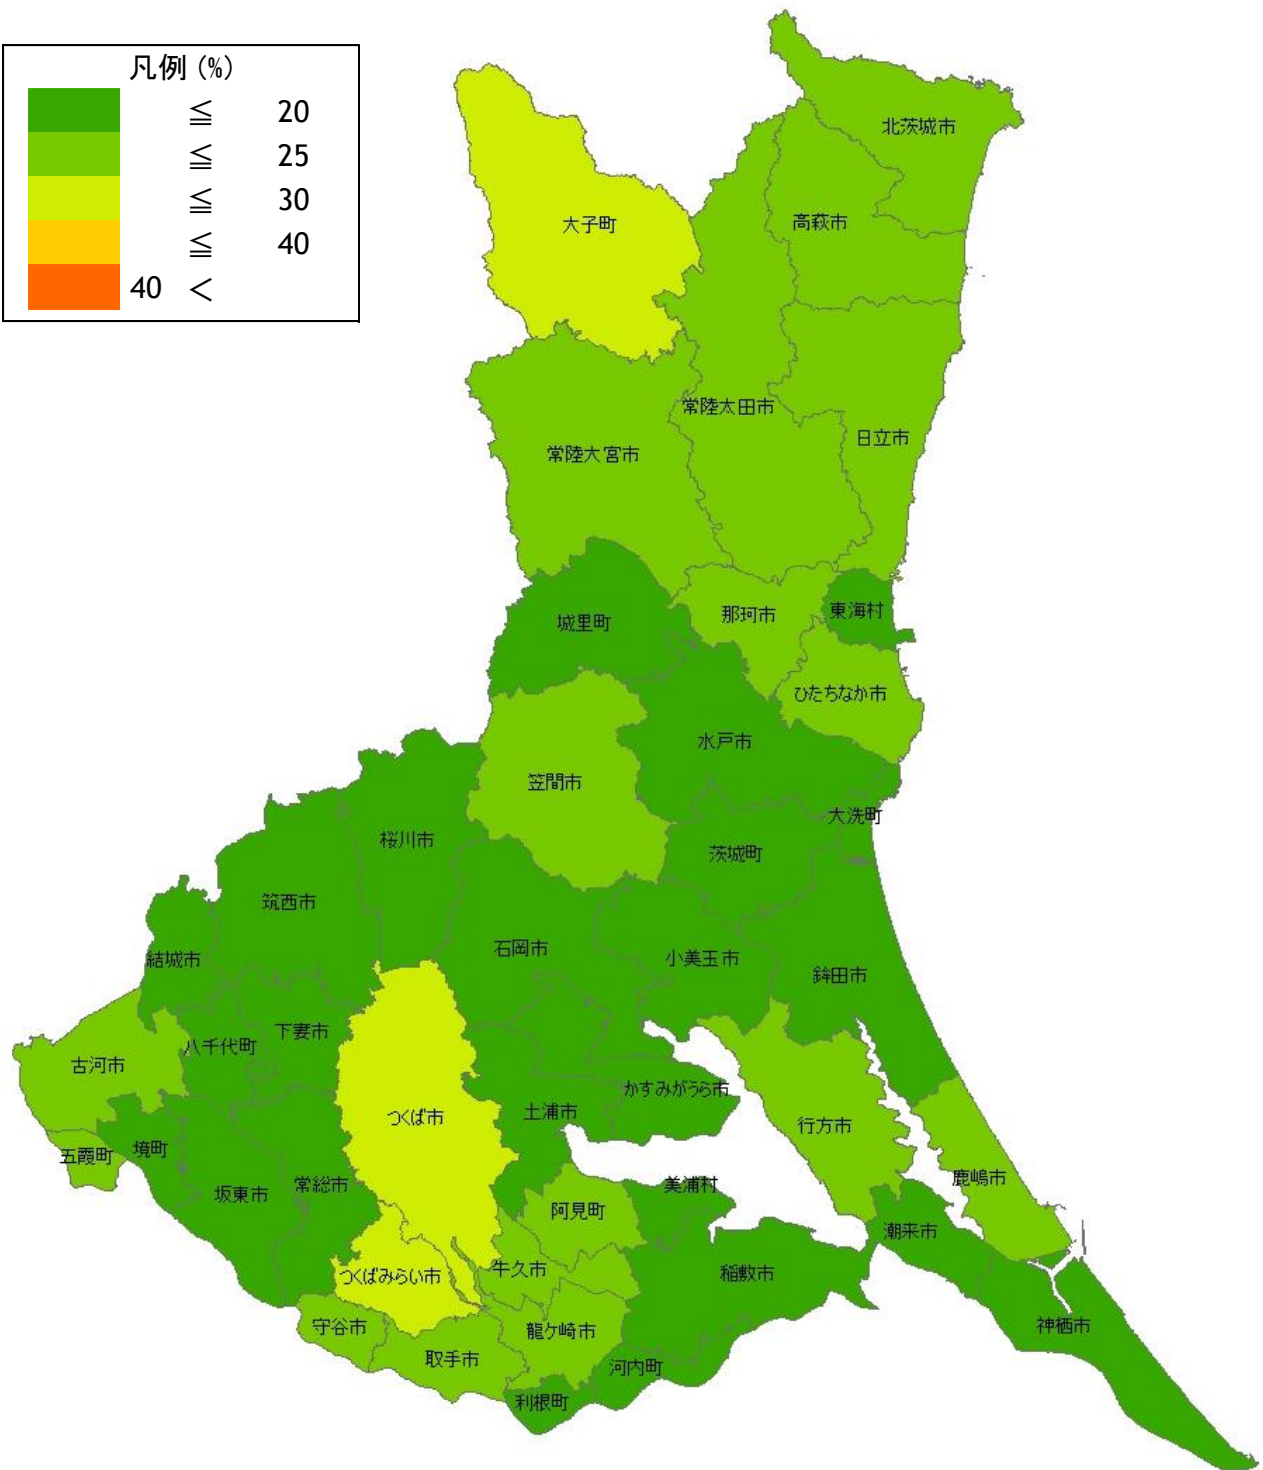 凡例 (%)
≦ 20
≦ 25
≦ 30
≦ 40
40 <
北茨城市
大子町
高萩市
常陸太田市
日立市
常陸大宮市
東海村
那珂市
城里町
ひたちなか市
水戸市
笠間市
大洗町
桜川市
茨城町
筑西市
石岡市
小美玉市
結城市
鉾田市
下妻市
八千代町
古河市
かすみがうら市
土浦市
つくば市
行方市
境町
五霞町
鹿嶋市
美浦村
常総市
坂東市
阿見町
潮来市
牛久市
稲敷市
つくばみらい市
神栖市
守谷市
龍ケ崎市
取手市
河内町
利根町